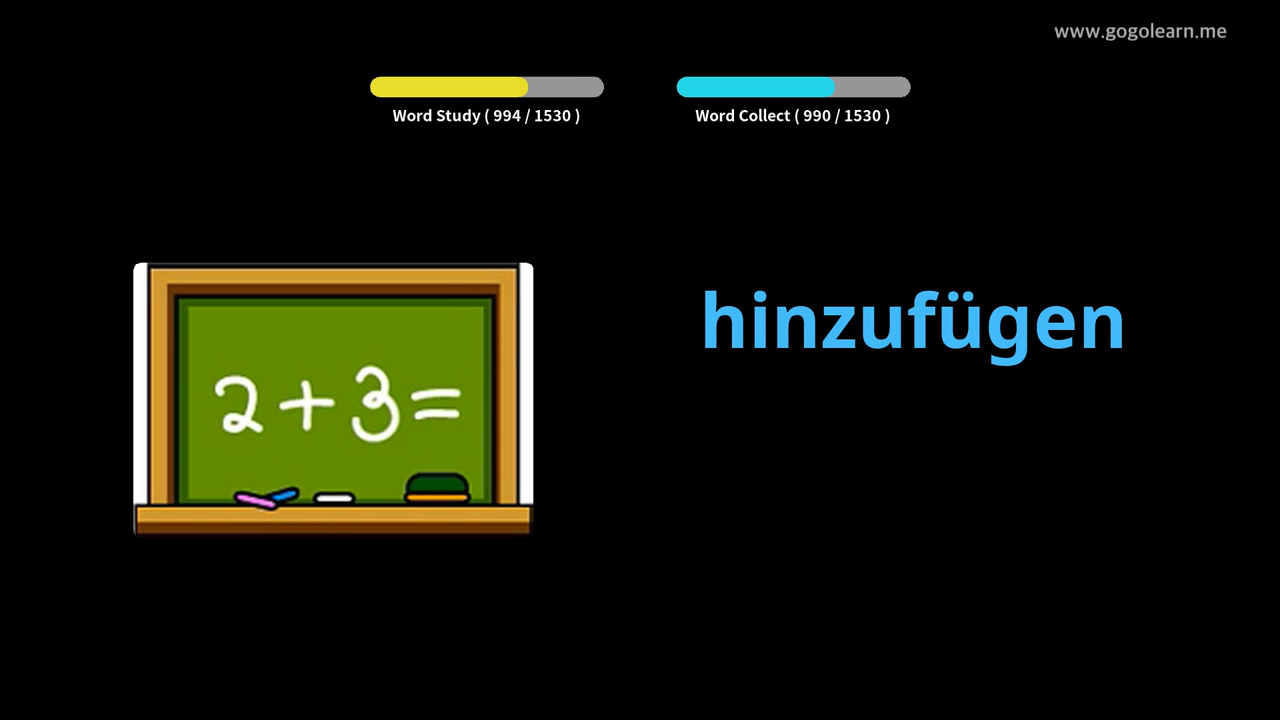 www.gogolearn.me
Word Study ( 994 / 1530 )
Word Collect ( 990 / 1530 )
hinzufügen
2 + 3 =